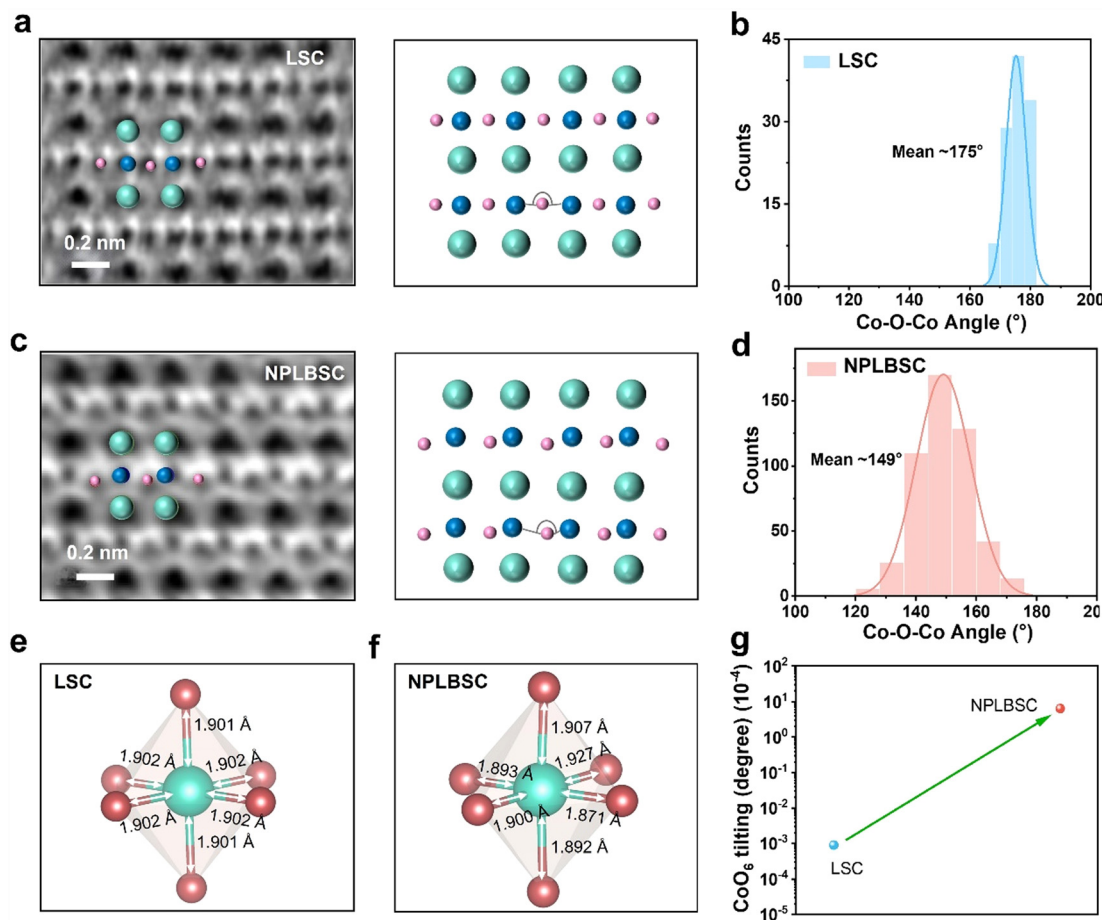 a
LSC
0.2 nm
b
LSC
Mean ~175°
Counts
45
30
15
0
100 120 140 160 180 200
Co-O-Co Angle (°)
c
NPLBSC
0.2 nm
d
NPLBSC
Mean ~149°
Counts
150
100
50
0
100 120 140 160 180 20
Co-O-Co Angle (°)
e
LSC
1.901 Å
1.902 Å
1.902 Å
1.902 Å
1.902 Å
1.901 Å
f
NPLBSC
1.907 Å
1.893 Å
1.927 Å
1.900 Å
1.871 Å
1.892 Å
g
CoO₆ tilting (degree) (10⁻⁴)
10²
10¹
10⁰
10⁻¹
10⁻²
10⁻³
10⁻⁴
10⁻⁵
NPLBSC
LSC